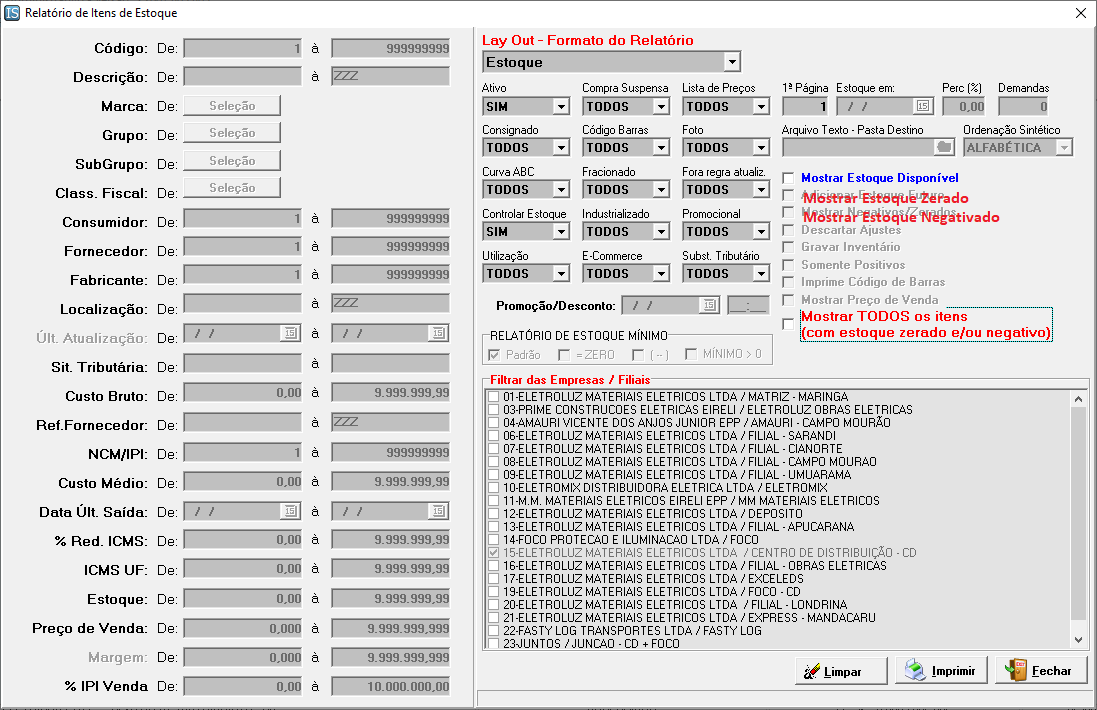 Relatório de Itens de Estoque
Código: De: 1 à 999999999
Descrição: De: à ZZZ
Marca: De: Seleção
Grupo: De: Seleção
SubGrupo: De: Seleção
Class. Fiscal: De: Seleção
Consumidor: De: 1 à 999999999
Fornecedor: De: 1 à 999999999
Fabricante: De: 1 à 999999999
Localização: De: à ZZZ
Últ. Atualização: De: / / 15 à / / 15
Sit. Tributária: De: à
Custo Bruto: De: 0,00 à 9.999.999,99
Ref.Fornecedor: De: à ZZZ
NCM/IPI: De: 1 à 999999999
Custo Médio: De: 0,00 à 9.999.999,99
Data Últ. Saída: De: / / 15 à / / 15
% Red. ICMS: De: 0,00 à 9.999.999,99
ICMS UF: De: 0,00 à 9.999.999,99
Estoque: De: 0,00 à 9.999.999,99
Preço de Venda: De: 0,000 à 9.999.999,999
Margem: De: 0,000 à 9.999.999,999
% IPI Venda De: 0,00 à 10.000.000,00
Lay Out - Formato do Relatório
Estoque
Ativo Compra Suspensa Lista de Preços 1ª Página Estoque em: Perc (%) Demandas
SIM TODOS TODOS 1 / / 15 0,00 0
Consignado Código Barras Foto Arquivo Texto - Pasta Destino Ordenação Sintético
TODOS TODOS TODOS ALFABÉTICA
Curva ABC Fracionado Fora regra atualiz.
TODOS TODOS TODOS
Controlar Estoque Industrializado Promocional
SIM TODOS TODOS
Utilização E-Commerce Subst. Tributário
TODOS TODOS TODOS
Promoção/Desconto: / / 15 __:__
Mostrar Estoque Disponível
Adicionar Estoque Futuro
Mostrar Estoque Zerado
Mostrar Negativos/Zerados
Mostrar Estoque Negativado
Descartar Ajustes
Gravar Inventário
Somente Positivos
Imprime Código de Barras
Mostrar Preço de Venda
Mostrar TODOS os itens
(com estoque zerado e/ou negativo)
RELATÓRIO DE ESTOQUE MÍNIMO
Padrão = ZERO ( -- ) MÍNIMO > 0
Filtrar das Empresas / Filiais
01-ELETROLUZ MATERIAIS ELETRICOS LTDA / MATRIZ - MARINGA
03-PRIME CONSTRUCOES ELETRICAS EIRELI / ELETROLUZ OBRAS ELETRICAS
04-AMAURI VICENTE DOS ANJOS JUNIOR EPP / AMAURI - CAMPO MOURÃO
06-ELETROLUZ MATERIAIS ELETRICOS LTDA / FILIAL - SARANDI
07-ELETROLUZ MATERIAIS ELETRICOS LTDA / FILIAL - CIANORTE
08-ELETROLUZ MATERIAIS ELETRICOS LTDA / FILIAL - CAMPO MOURAO
09-ELETROLUZ MATERIAIS ELETRICOS LTDA / FILIAL - UMUARAMA
10-ELETROMIX DISTRIBUIDORA ELETRICA LTDA / ELETROMIX
11-M.M. MATERIAIS ELETRICOS EIRELI EPP / MM MATERIAIS ELETRICOS
12-ELETROLUZ MATERIAIS ELETRICOS LTDA / DEPOSITO
13-ELETROLUZ MATERIAIS ELETRICOS LTDA / FILIAL - APUCARANA
14-FOCO PROTECAO E ILUMINACAO LTDA / FOCO
15-ELETROLUZ MATERIAIS ELETRICOS LTDA / CENTRO DE DISTRIBUIÇÃO - CD
16-ELETROLUZ MATERIAIS ELETRICOS LTDA / FILIAL - OBRAS ELETRICAS
17-ELETROLUZ MATERIAIS ELETRICOS LTDA / EXCELEDS
19-ELETROLUZ MATERIAIS ELETRICOS LTDA / FOCO - CD
20-ELETROLUZ MATERIAIS ELETRICOS LTDA / FILIAL - LONDRINA
21-ELETROLUZ MATERIAIS ELETRICOS LTDA / EXPRESS - MANDACARU
22-FASTY LOG TRANSPORTES LTDA / FASTY LOG
23-JUNTOS / JUNCAO - CD + FOCO
Limpar Imprimir Fechar